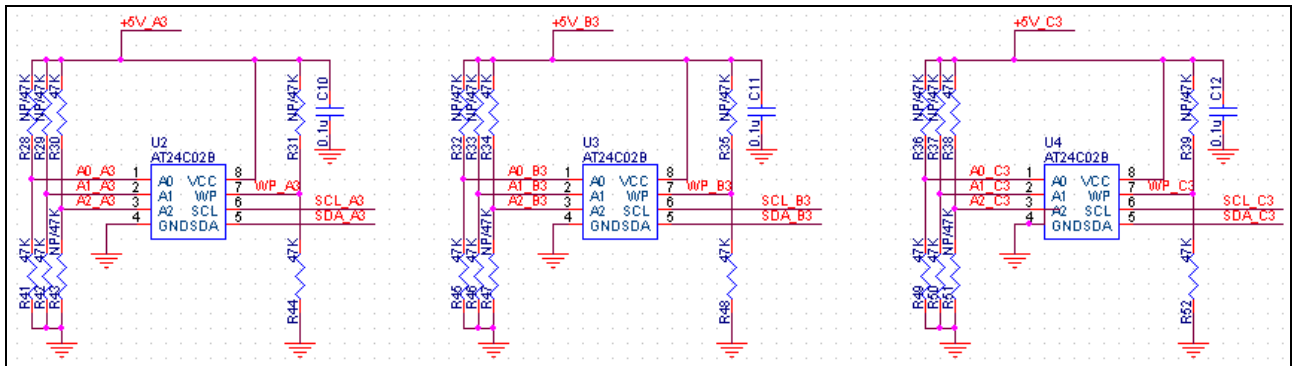 +5V_A3
R28 NP/47K
R29 NP/47K
R30 47K
R31 NP/47K
0.1u C10
U2
AT24C02B
A0_A3 1 A0 VCC 8
A1_A3 2 A1 WP 7 WP_A3
A2_A3 3 A2 SCL 6 SCL_A3
4 GND SDA 5 SDA_A3
R41 47K
R42 47K
R43 NP/47K
R44 47K
+5V_B3
R32 NP/47K
R33 NP/47K
R34 47K
R35 NP/47K
0.1u C11
U3
AT24C02B
A0_B3 1 A0 VCC 8
A1_B3 2 A1 WP 7 WP_B3
A2_B3 3 A2 SCL 6 SCL_B3
4 GND SDA 5 SDA_B3
R45 47K
R46 47K
R47 NP/47K
R48 47K
+5V_C3
R36 NP/47K
R37 NP/47K
R38 47K
R39 NP/47K
0.1u C12
U4
AT24C02B
A0_C3 1 A0 VCC 8
A1_C3 2 A1 WP 7 WP_C3
A2_C3 3 A2 SCL 6 SCL_C3
4 GND SDA 5 SDA_C3
R49 47K
R50 47K
R51 NP/47K
R52 47K